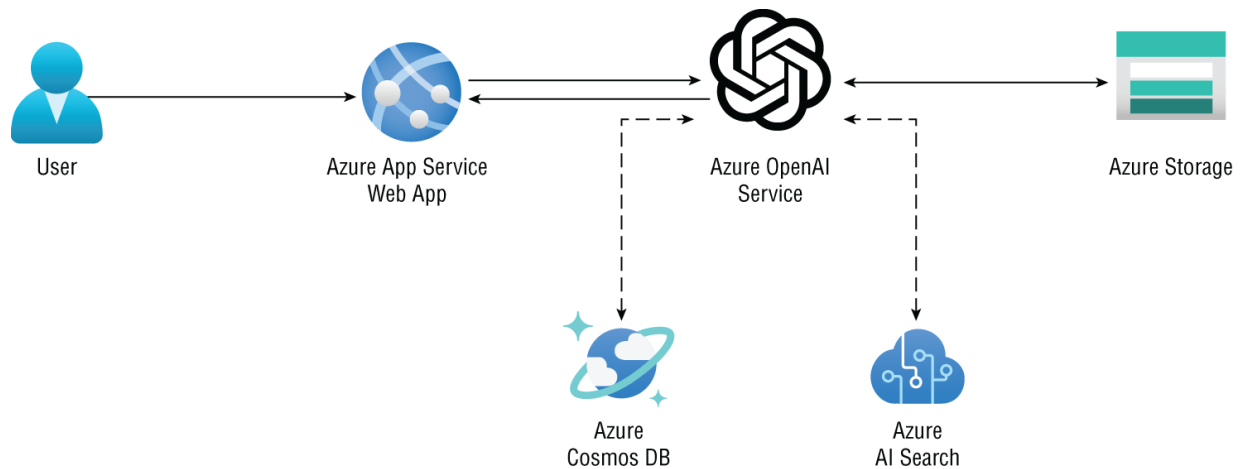 User
Azure App Service
Web App
Azure OpenAI
Service
Azure Storage
Azure
Cosmos DB
Azure
AI Search